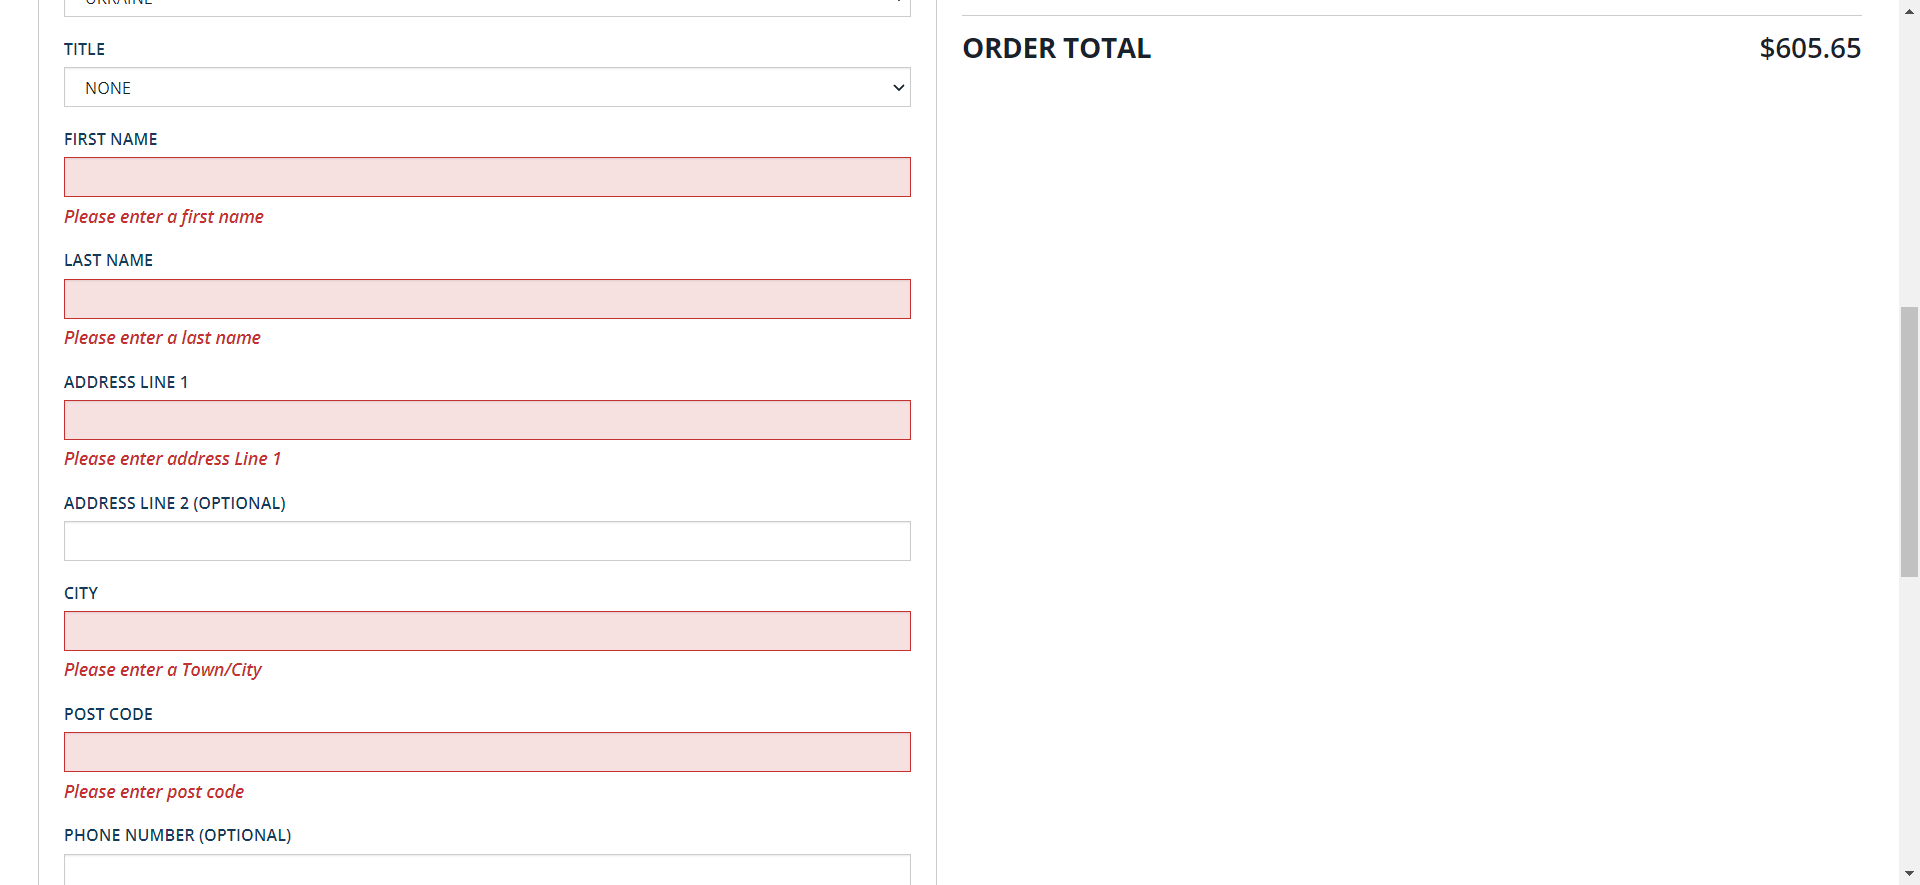 UKRAINE
TITLE
NONE
FIRST NAME
Please enter a first name
LAST NAME
Please enter a last name
ADDRESS LINE 1
Please enter address Line 1
ADDRESS LINE 2 (OPTIONAL)
CITY
Please enter a Town/City
POST CODE
Please enter post code
PHONE NUMBER (OPTIONAL)
ORDER TOTAL $605.65